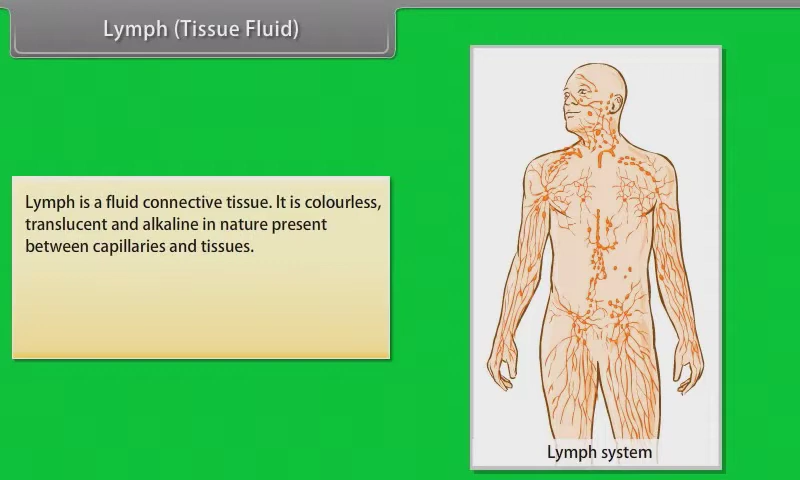 Lymph (Tissue Fluid)
Lymph is a fluid connective tissue. It is colourless,
translucent and alkaline in nature present
between capillaries and tissues.
Lymph system